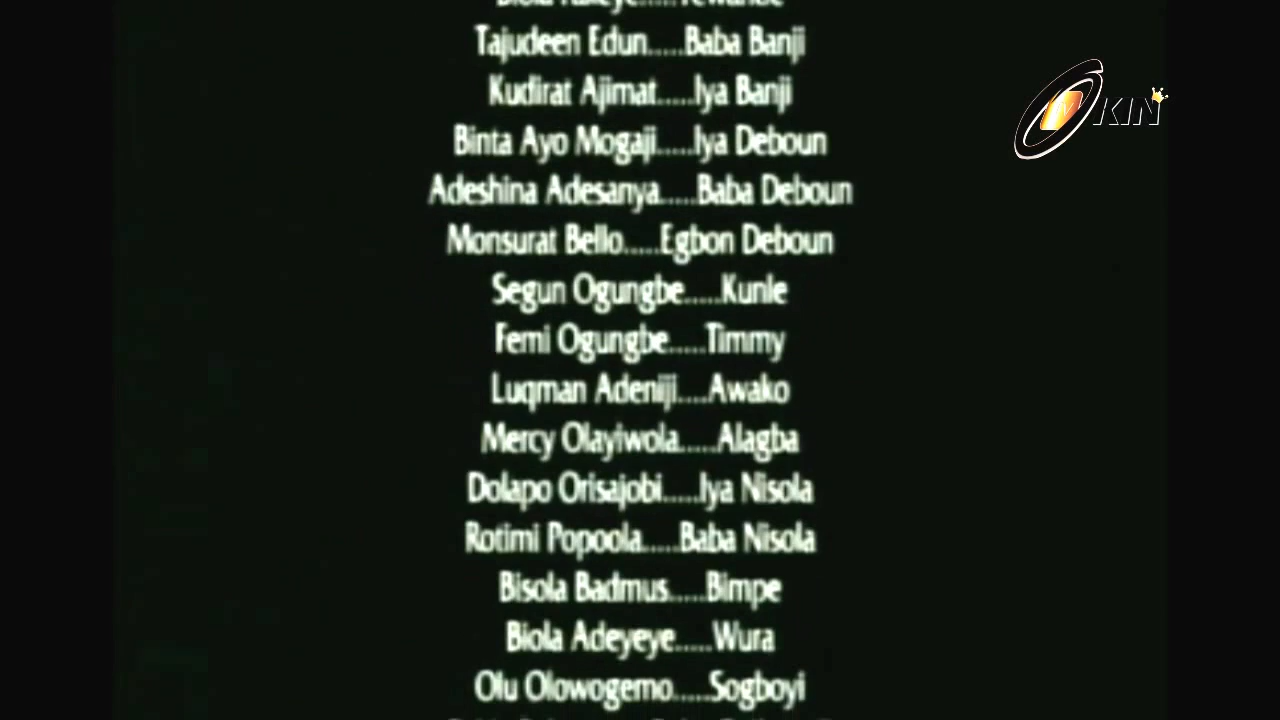 Tajudeen Edun.....Baba Banji
Kudirat Ajimat.....Iya Banji
Binta Ayo Mogaji.....Iya Deboun
Adeshina Adesanya.....Baba Deboun
Monsurat Bello.....Egbon Deboun
Segun Ogungbe.....Kunle
Femi Ogungbe.....Timmy
Luqman Adeniji.....Awako
Mercy Olayiwola.....Alagba
Dolapo Orisajobi.....Iya Nisola
Rotimi Popoola.....Baba Nisola
Bisola Badmus.....Bimpe
Biola Adeyeye.....Wura
Olu Olowogemo.....Sogboyi
TV
KIN